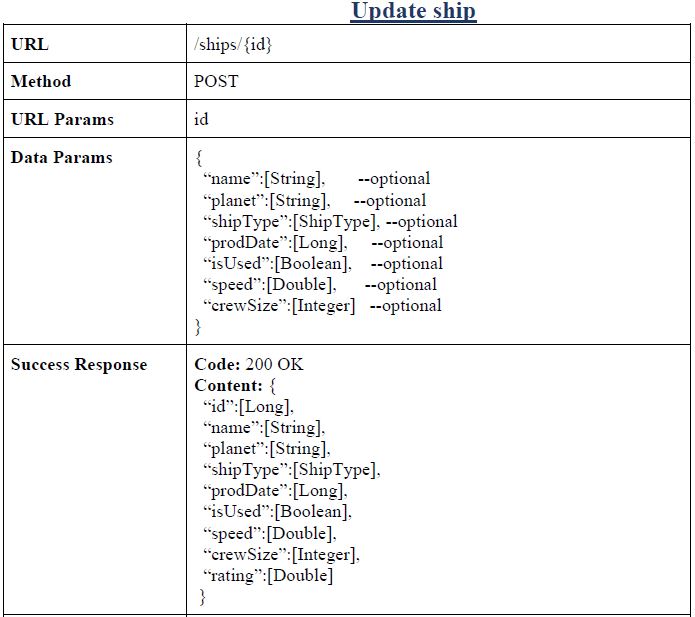 Update ship
URL /ships/{id}
Method POST
URL Params id
Data Params {
“name”:[String], --optional
“planet”:[String], --optional
“shipType”:[ShipType], --optional
“prodDate”:[Long], --optional
“isUsed”:[Boolean], --optional
“speed”:[Double], --optional
“crewSize”:[Integer] --optional
}
Success Response Code: 200 OK
Content: {
“id”:[Long],
“name”:[String],
“planet”:[String],
“shipType”:[ShipType],
“prodDate”:[Long],
“isUsed”:[Boolean],
“speed”:[Double],
“crewSize”:[Integer],
“rating”:[Double]
}